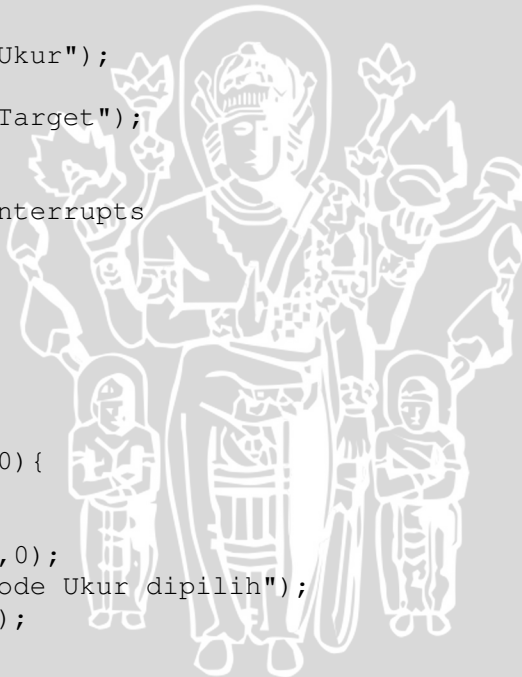 Ukur");
Target");
nterrupts
0){
,0);
ode Ukur dipilih");
);